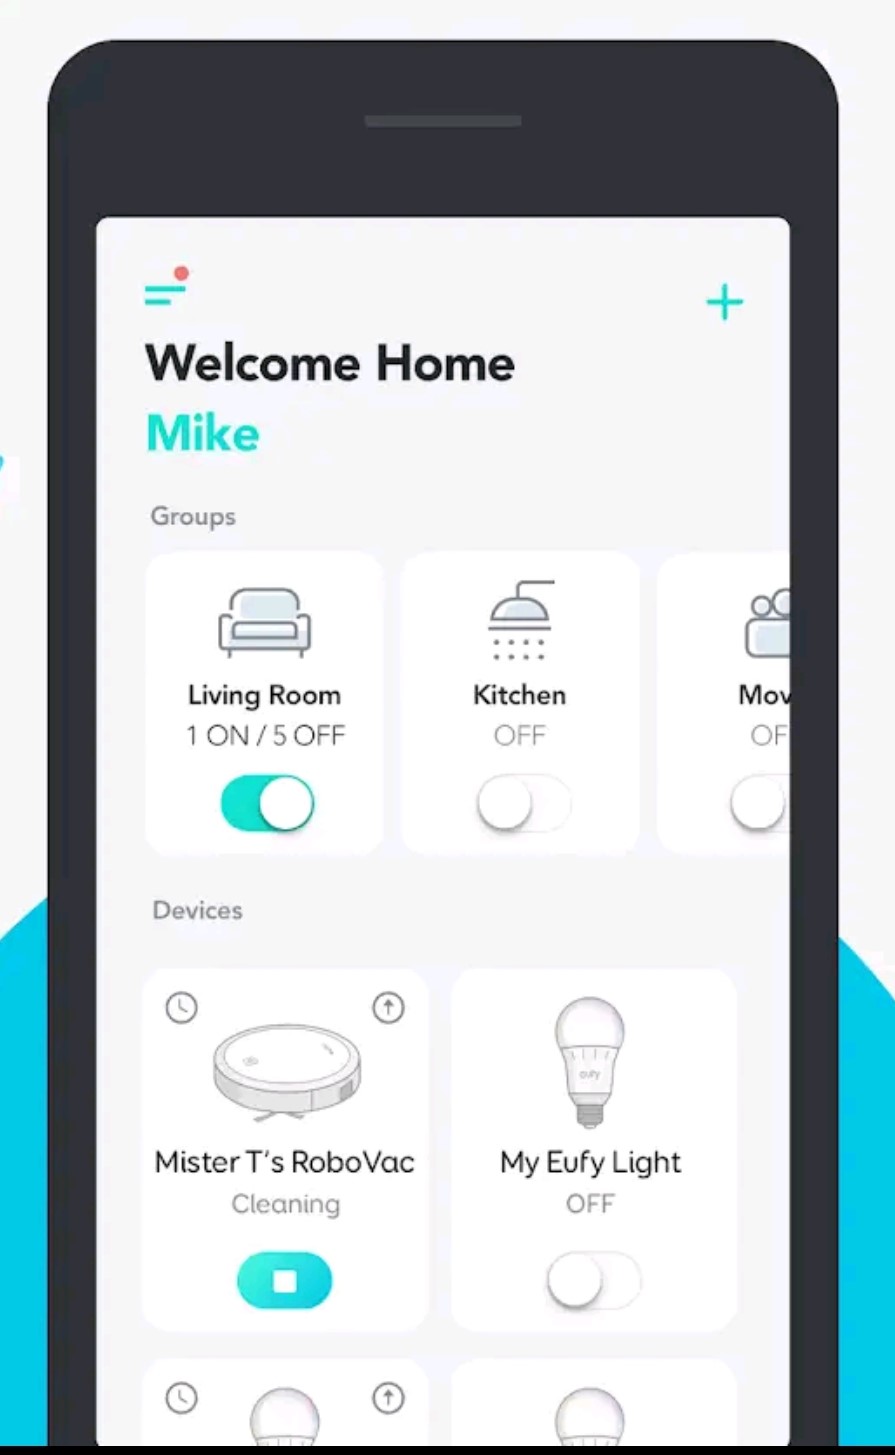 Welcome Home
Mike
Groups
Living Room
1 ON / 5 OFF
Kitchen
OFF
Mov
OF
Devices
Mister T's RoboVac
Cleaning
eufy
My Eufy Light
OFF